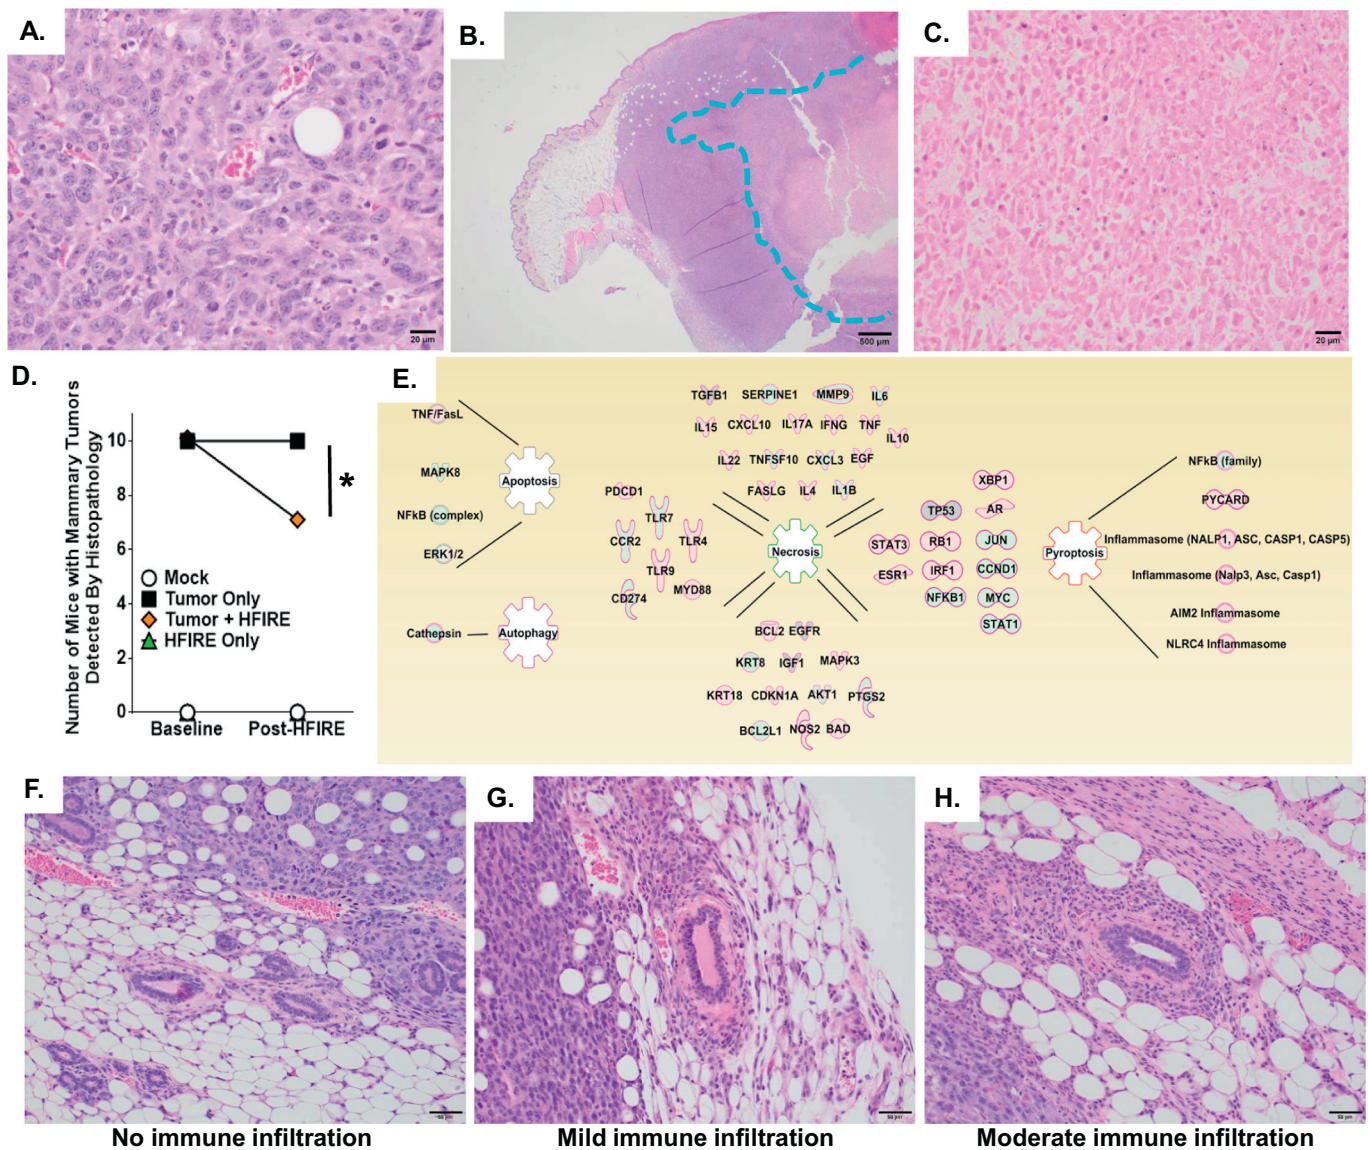 A.
20 µm
B.
500 µm
C.
20 µm
D.
Number of Mice with Mammary Tumors
Detected By Histopathology
10
8
6
4
2
0
Mock
Tumor Only
Tumor + HFIRE
HFIRE Only
*
Baseline
Post-HFIRE
E.
TNF/FasL
MAPK8
NFkB (complex)
ERK1/2
Apoptosis
Cathepsin
Autophagy
TGFB1 SERPINE1 MMP9 IL6
IL15 CXCL10 IL17A IFNG TNF
IL10
IL22 TNFSF10 CXCL3 EGF
FASLG IL4 IL1B
PDCD1
TLR7
CCR2
TLR4
TLR9
MYD88
CD274
Necrosis
XBP1
TP53 AR
STAT3 RB1 JUN
ESR1 IRF1 CCND1
NFKB1 MYC
STAT1
BCL2 EGFR
KRT8 IGF1 MAPK3
KRT18 CDKN1A AKT1 PTGS2
BCL2L1 NOS2 BAD
Pyroptosis
NFkB (family)
PYCARD
Inflammasome (NALP1, ASC, CASP1, CASP5)
Inflammasome (Nalp3, Asc, Casp1)
AIM2 Inflammasome
NLRC4 Inflammasome
F.
50 µm
No immune infiltration
G.
50 µm
Mild immune infiltration
H.
50 µm
Moderate immune infiltration